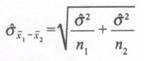 σ̂_{x̄₁−x̄₂} = √(σ̂²/n₁ + σ̂²/n₂)